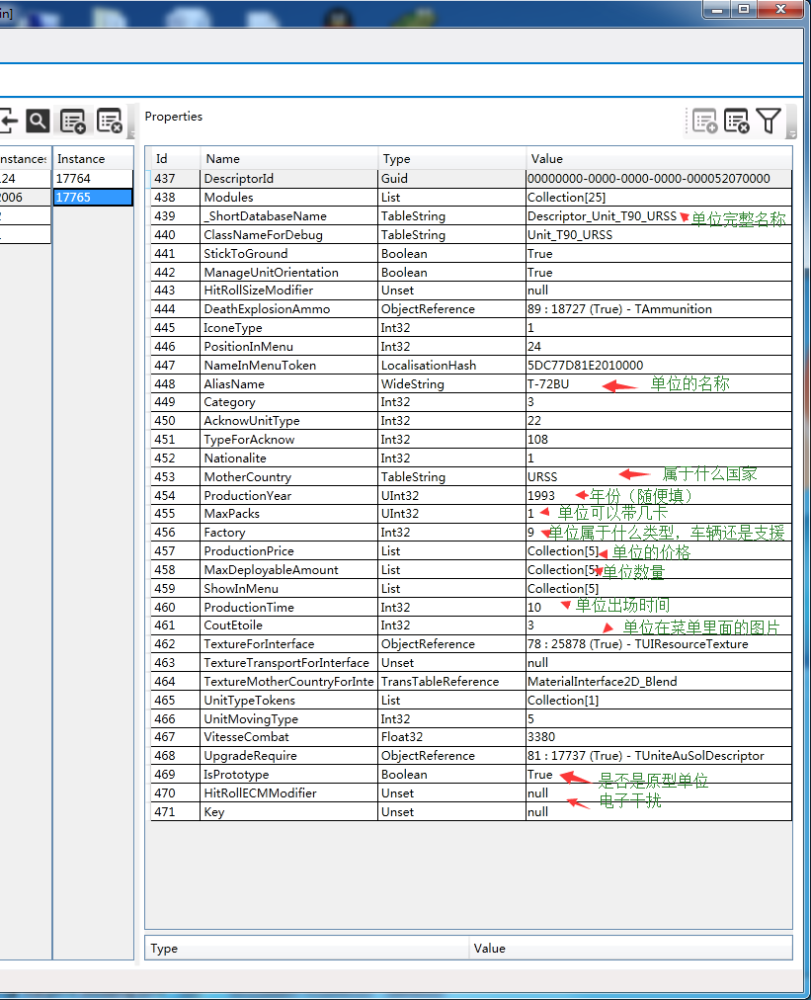 in]
Properties
nstances
Instance
Id Name Type Value
124
17764
2006
17765
437 DescriptorId Guid 00000000-0000-0000-0000-000052070000
438 Modules List Collection[25]
439 _ShortDatabaseName TableString Descriptor_Unit_T90_URSS 单位完整名称
440 ClassNameForDebug TableString Unit_T90_URSS
441 StickToGround Boolean True
442 ManageUnitOrientation Boolean True
443 HitRollSizeModifier Unset null
444 DeathExplosionAmmo ObjectReference 89 : 18727 (True) - TAmmunition
445 IconeType Int32 1
446 PositionInMenu Int32 24
447 NameInMenuToken LocalisationHash 5DC77D81E2010000
448 AliasName WideString T-72BU 单位的名称
449 Category Int32 3
450 AcknowUnitType Int32 22
451 TypeForAcknow Int32 108
452 Nationalite Int32 1
453 MotherCountry TableString URSS 属于什么国家
454 ProductionYear UInt32 1993 年份（随便填）
455 MaxPacks UInt32 1 单位可以带几卡
456 Factory Int32 9 单位属于什么类型，车辆还是支援
457 ProductionPrice List Collection[5] 单位的价格
458 MaxDeployableAmount List Collection[5] 单位数量
459 ShowInMenu List Collection[5]
460 ProductionTime Int32 10 单位出场时间
461 CoutEtoile Int32 3 单位在菜单里面的图片
462 TextureForInterface ObjectReference 78 : 25878 (True) - TUIResourceTexture
463 TextureTransportForInterface Unset null
464 TextureMotherCountryForInte TransTableReference MaterialInterface2D_Blend
465 UnitTypeTokens List Collection[1]
466 UnitMovingType Int32 5
467 VitesseCombat Float32 3380
468 UpgradeRequire ObjectReference 81 : 17737 (True) - TUniteAuSolDescriptor
469 IsPrototype Boolean True 是否是原型单位
470 HitRollECMModifier Unset null 电子干扰
471 Key Unset null
Type Value